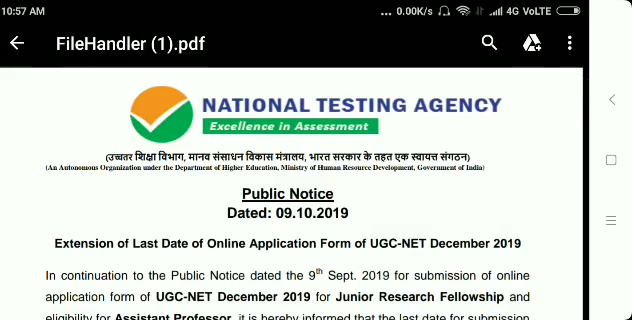 10:57 AM ... 0.00K/s 4G VoLTE
FileHandler (1).pdf
NATIONAL TESTING AGENCY
Excellence in Assessment
(उच्चतर शिक्षा विभाग, मानव संसाधन विकास मंत्रालय, भारत सरकार के तहत एक स्वायत्त संगठन)
(An Autonomous Organization under the Department of Higher Education, Ministry of Human Resource Development, Government of India)
Public Notice
Dated: 09.10.2019
Extension of Last Date of Online Application Form of UGC-NET December 2019
In continuation to the Public Notice dated the 9th Sept. 2019 for submission of online
application form of UGC-NET December 2019 for Junior Research Fellowship and
eligibility for Assistant Professor, it is hereby informed that the last date for submission